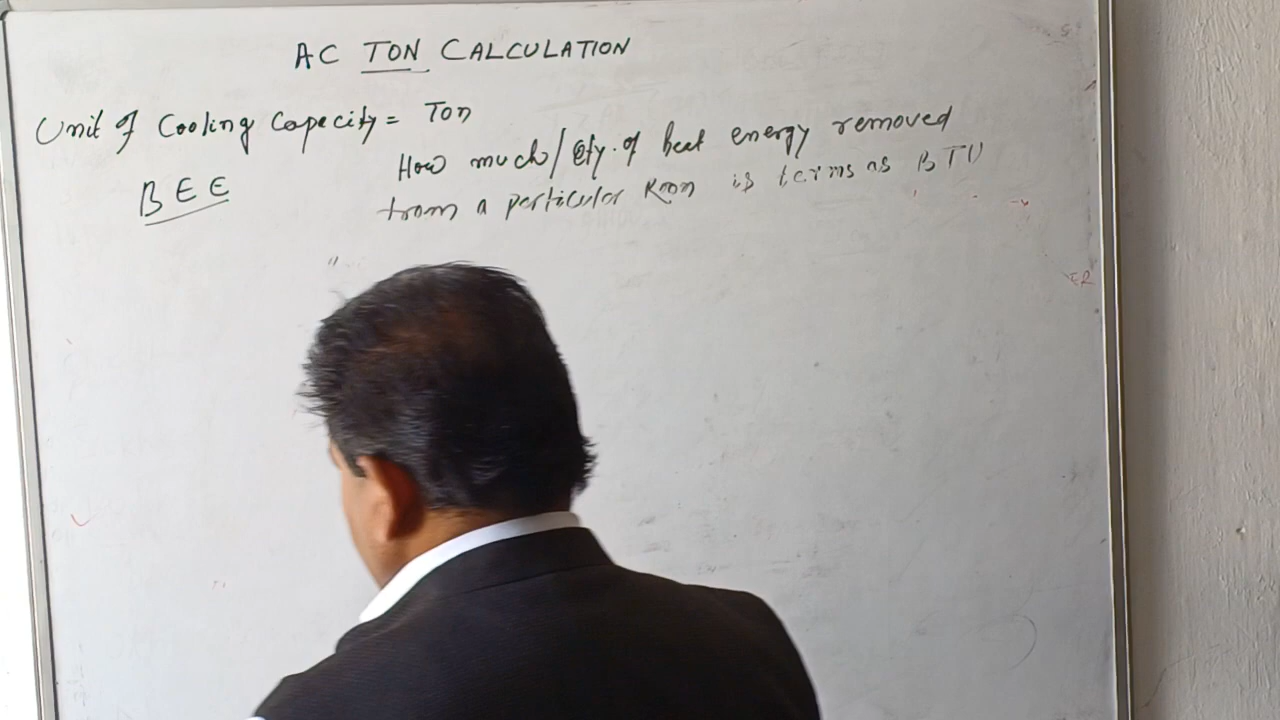 AC TON CALCULATION
Unit of Cooling Capecity = Ton
How much/Qty. of heat energy removed
from a particular Room is terms as BTU
BEE